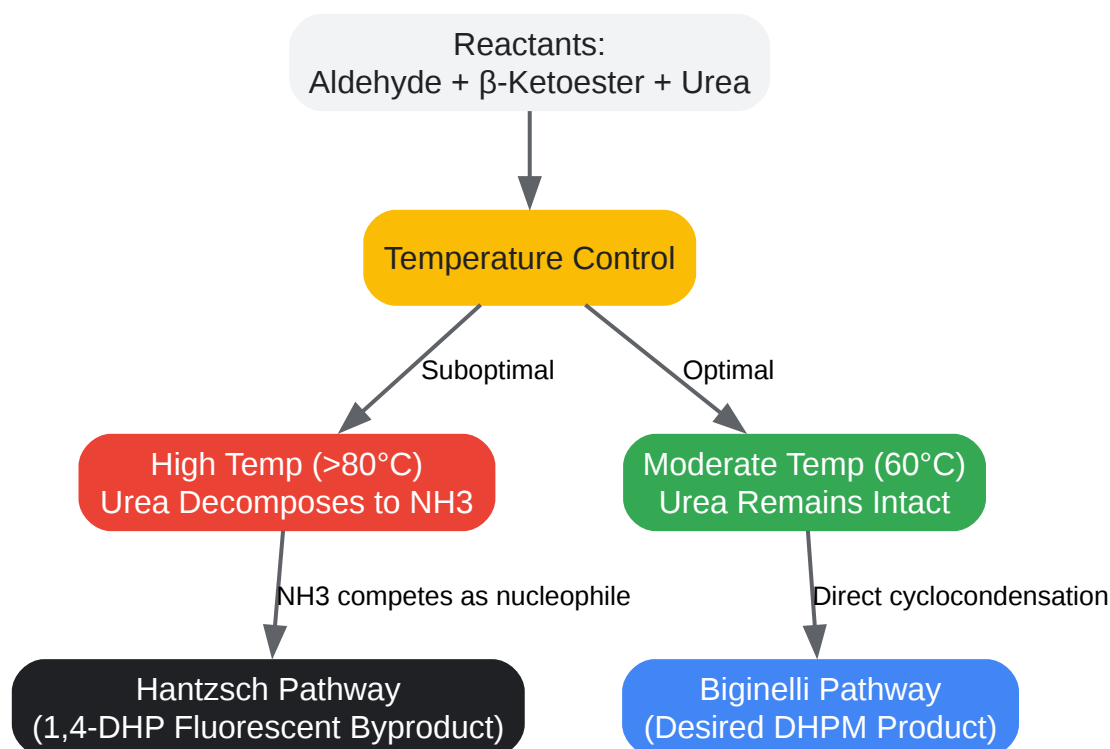 Reactants:
Aldehyde + β-Ketoester + Urea
Temperature Control
Suboptimal
Optimal
High Temp (>80°C)
Urea Decomposes to NH3
Moderate Temp (60°C)
Urea Remains Intact
NH3 competes as nucleophile
Direct cyclocondensation
Hantzsch Pathway
(1,4-DHP Fluorescent Byproduct)
Biginelli Pathway
(Desired DHPM Product)